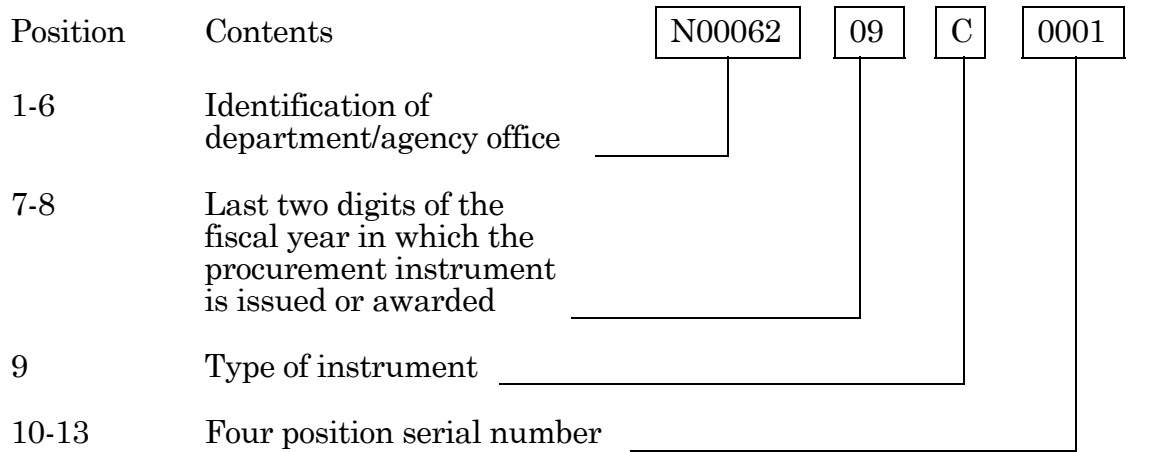 Position Contents N00062 09 C 0001
1-6 Identification of
department/agency office
7-8 Last two digits of the
fiscal year in which the
procurement instrument
is issued or awarded
9 Type of instrument
10-13 Four position serial number